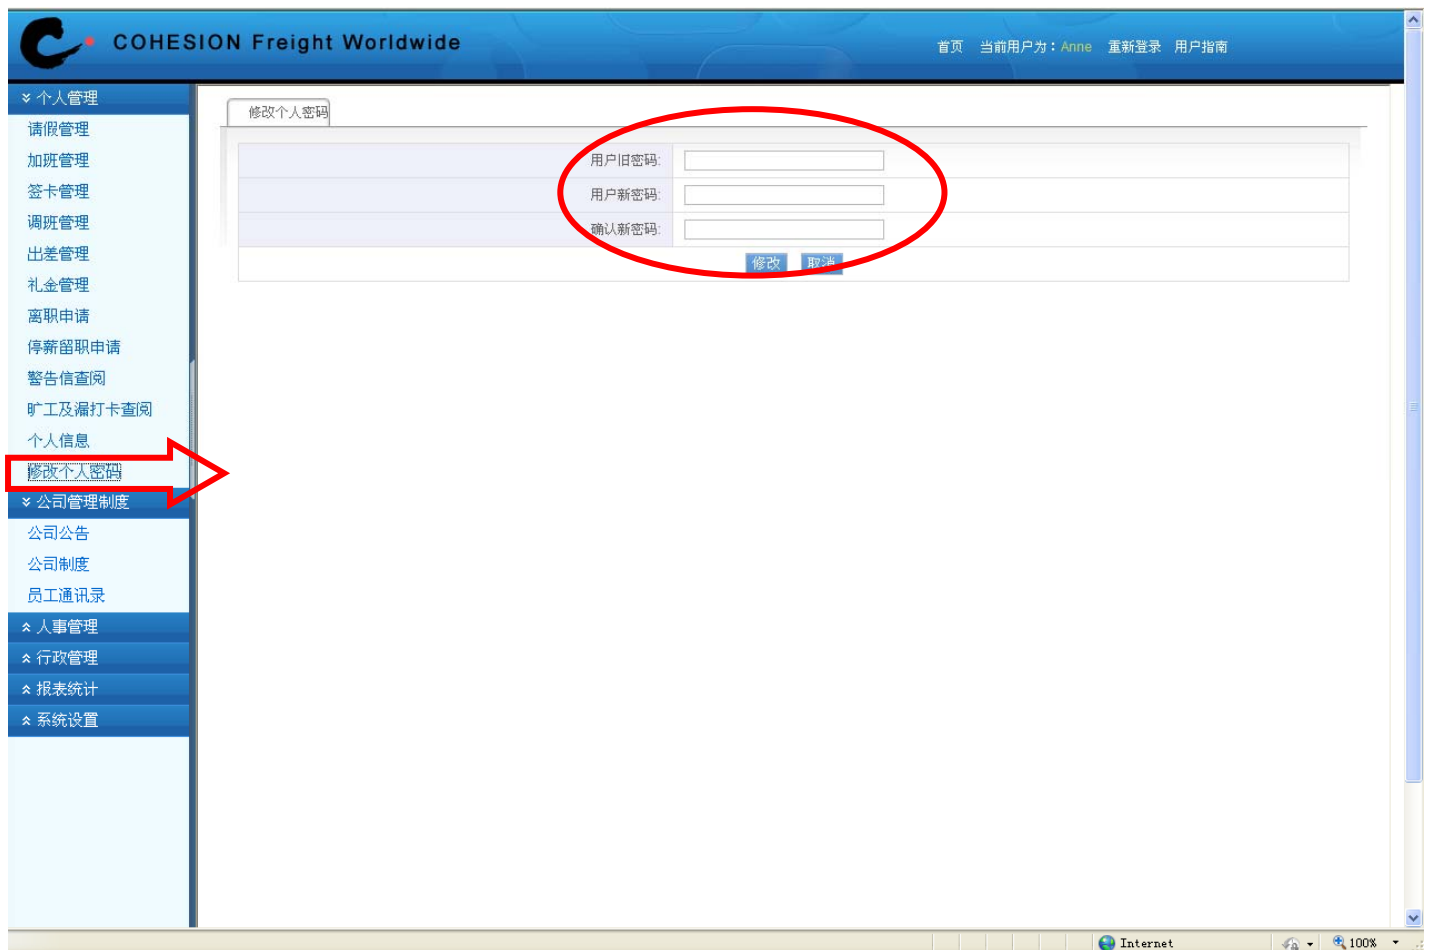 COHESION Freight Worldwide
首页 当前用户为：Anne 重新登录 用户指南
个人管理
请假管理
加班管理
签卡管理
调班管理
出差管理
礼金管理
离职申请
停薪留职申请
警告信查阅
旷工及漏打卡查阅
个人信息
修改个人密码
公司管理制度
公司公告
公司制度
员工通讯录
人事管理
行政管理
报表统计
系统设置
修改个人密码
用户旧密码:
用户新密码:
确认新密码:
修改 取消
Internet
100%